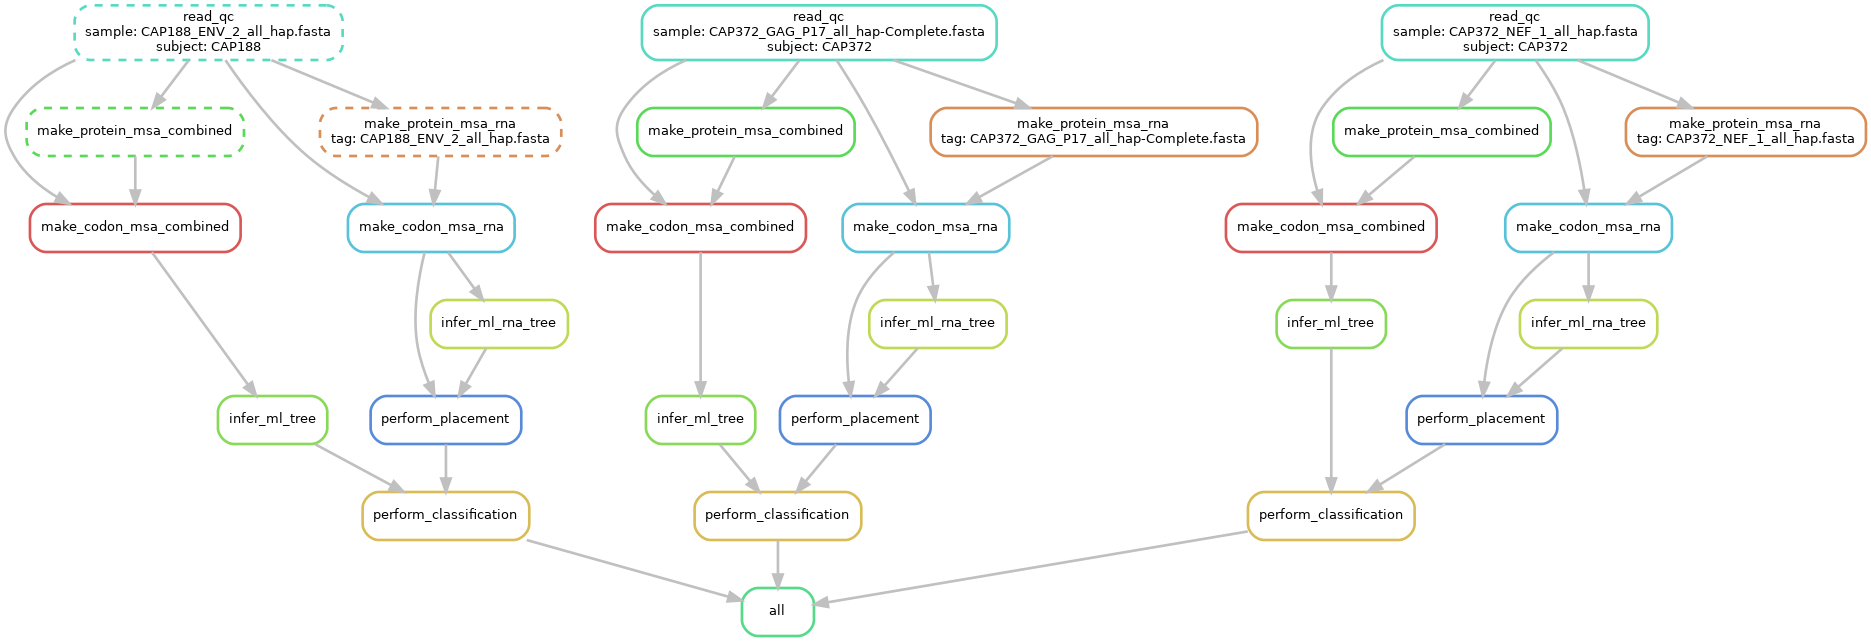 read_qc
sample: CAP188_ENV_2_all_hap.fasta
subject: CAP188
read_qc
sample: CAP372_GAG_P17_all_hap-Complete.fasta
subject: CAP372
read_qc
sample: CAP372_NEF_1_all_hap.fasta
subject: CAP372
make_protein_msa_combined
make_protein_msa_rna
tag: CAP188_ENV_2_all_hap.fasta
make_protein_msa_combined
make_protein_msa_rna
tag: CAP372_GAG_P17_all_hap-Complete.fasta
make_protein_msa_combined
make_protein_msa_rna
tag: CAP372_NEF_1_all_hap.fasta
make_codon_msa_combined
make_codon_msa_rna
make_codon_msa_combined
make_codon_msa_rna
make_codon_msa_combined
make_codon_msa_rna
infer_ml_rna_tree
infer_ml_rna_tree
infer_ml_tree
infer_ml_rna_tree
infer_ml_tree
perform_placement
infer_ml_tree
perform_placement
perform_placement
perform_classification
perform_classification
perform_classification
all